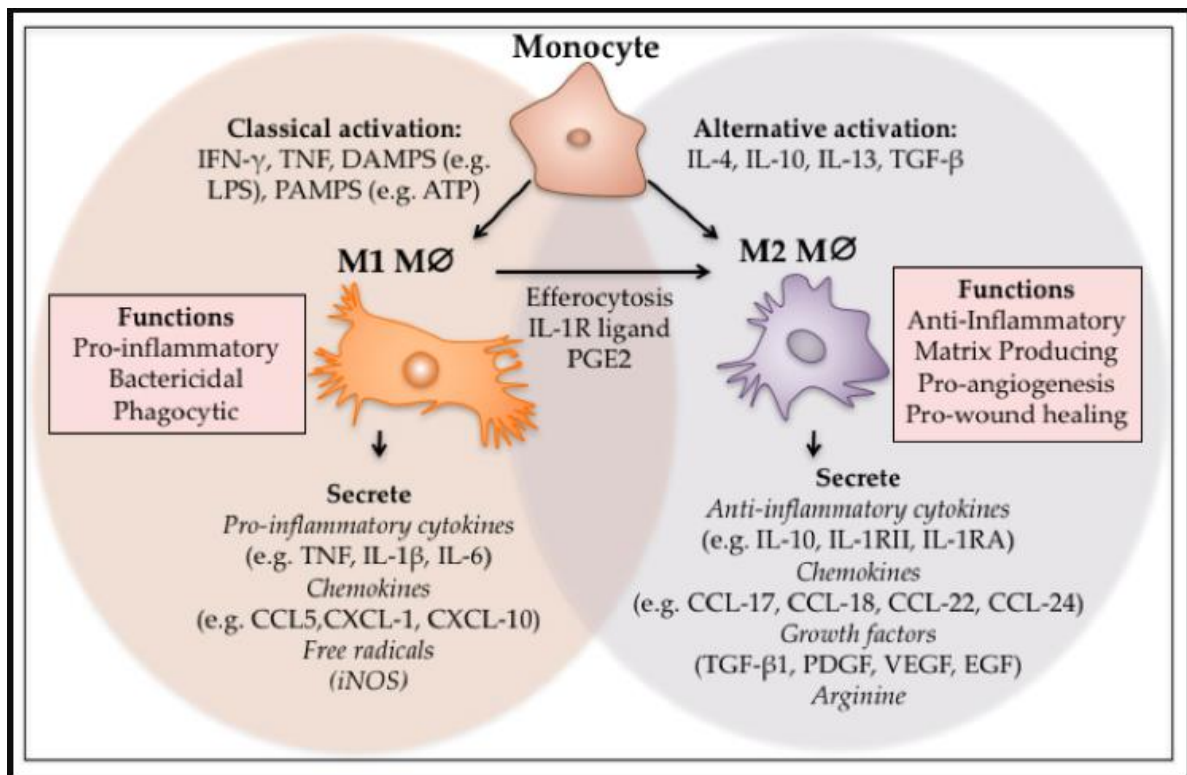 Monocyte
Classical activation:
IFN-γ, TNF, DAMPS (e.g.
LPS), PAMPS (e.g. ATP)
Alternative activation:
IL-4, IL-10, IL-13, TGF-β
M1 MØ
M2 MØ
Efferocytosis
IL-1R ligand
PGE2
Functions
Pro-inflammatory
Bactericidal
Phagocytic
Functions
Anti-Inflammatory
Matrix Producing
Pro-angiogenesis
Pro-wound healing
Secrete
Pro-inflammatory cytokines
(e.g. TNF, IL-1β, IL-6)
Chemokines
(e.g. CCL5,CXCL-1, CXCL-10)
Free radicals
(iNOS)
Secrete
Anti-inflammatory cytokines
(e.g. IL-10, IL-1RII, IL-1RA)
Chemokines
(e.g. CCL-17, CCL-18, CCL-22, CCL-24)
Growth factors
(TGF-β1, PDGF, VEGF, EGF)
Arginine